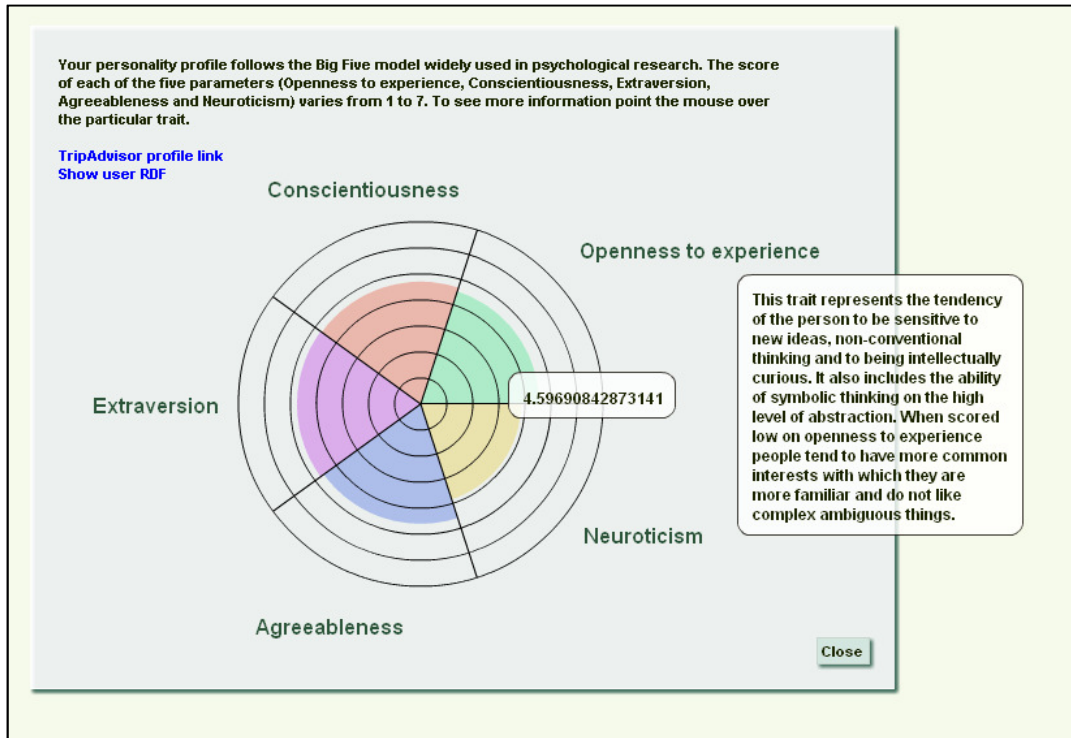 Your personality profile follows the Big Five model widely used in psychological research. The score
of each of the five parameters (Openness to experience, Conscientiousness, Extraversion,
Agreeableness and Neuroticism) varies from 1 to 7. To see more information point the mouse over
the particular trait.
TripAdvisor profile link
Show user RDF
Conscientiousness
Openness to experience
This trait represents the tendency
of the person to be sensitive to
new ideas, non-conventional
thinking and to being intellectually
curious. It also includes the ability
of symbolic thinking on the high
level of abstraction. When scored
low on openness to experience
people tend to have more common
interests with which they are
more familiar and do not like
complex ambiguous things.
4.59690842873141
Extraversion
Neuroticism
Agreeableness
Close